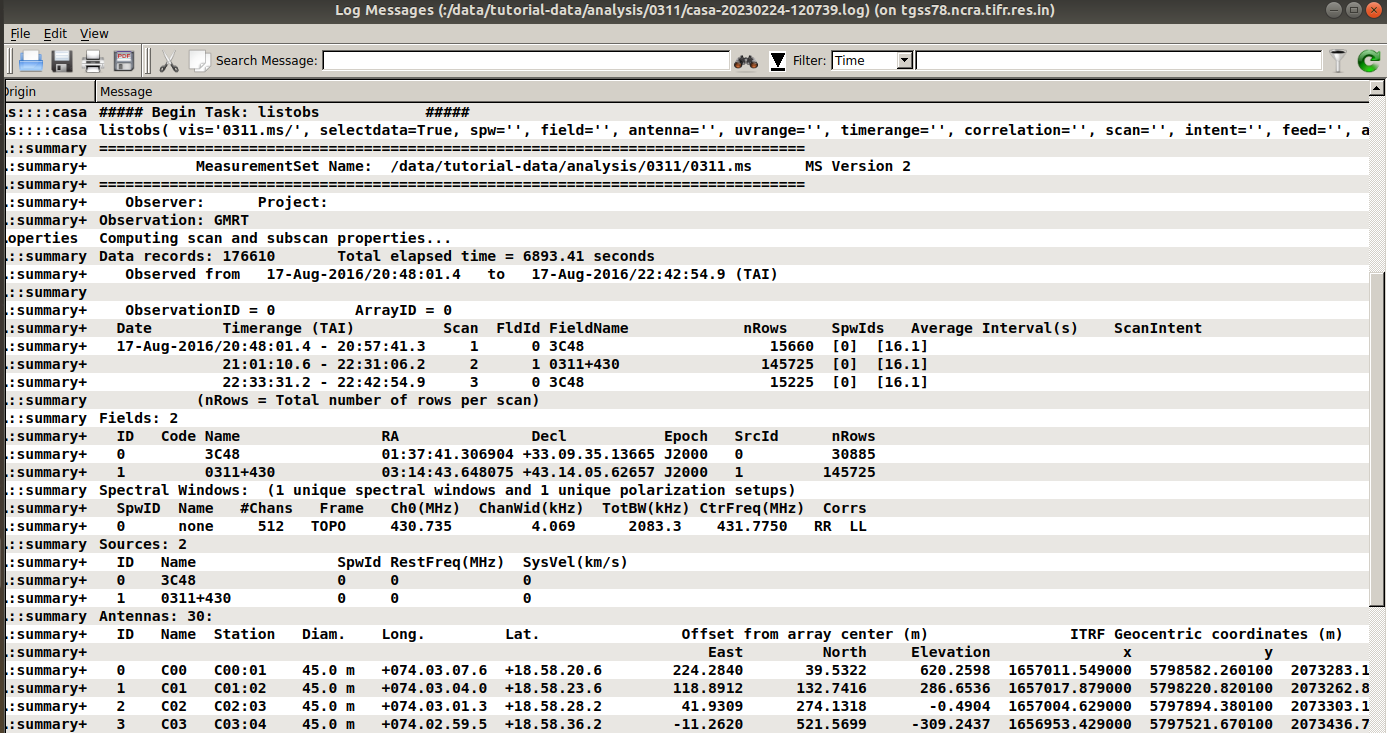 Log Messages (:/data/tutorial-data/analysis/0311/casa-20230224-120739.log) (on tgss78.ncra.tifr.res.in)
File Edit View
Search Message: Filter: Time
Origin Message
s::::casa ##### Begin Task: listobs #####
s::::casa listobs( vis='0311.ms/', selectdata=True, spw='', field='', antenna='', uvrange='', timerange='', correlation='', scan='', intent='', feed='', a
.::summary ================================================================================
.::summary+ MeasurementSet Name: /data/tutorial-data/analysis/0311/0311.ms MS Version 2
.::summary+ ================================================================================
.::summary+ Observer: Project:
.::summary+ Observation: GMRT
operties Computing scan and subscan properties...
.::summary Data records: 176610 Total elapsed time = 6893.41 seconds
.::summary+ Observed from 17-Aug-2016/20:48:01.4 to 17-Aug-2016/22:42:54.9 (TAI)
.::summary
.::summary+ ObservationID = 0 ArrayID = 0
.::summary+ Date Timerange (TAI) Scan FldId FieldName nRows SpwIds Average Interval(s) ScanIntent
.::summary+ 17-Aug-2016/20:48:01.4 - 20:57:41.3 1 0 3C48 15660 [0] [16.1]
.::summary+ 21:01:10.6 - 22:31:06.2 2 1 0311+430 145725 [0] [16.1]
.::summary+ 22:33:31.2 - 22:42:54.9 3 0 3C48 15225 [0] [16.1]
.::summary (nRows = Total number of rows per scan)
.::summary Fields: 2
.::summary+ ID Code Name RA Decl Epoch SrcId nRows
.::summary+ 0 3C48 01:37:41.306904 +33.09.35.13665 J2000 0 30885
.::summary+ 1 0311+430 03:14:43.648075 +43.14.05.62657 J2000 1 145725
.::summary Spectral Windows: (1 unique spectral windows and 1 unique polarization setups)
.::summary+ SpwID Name #Chans Frame Ch0(MHz) ChanWid(kHz) TotBW(kHz) CtrFreq(MHz) Corrs
.::summary+ 0 none 512 TOPO 430.735 4.069 2083.3 431.7750 RR LL
.::summary Sources: 2
.::summary+ ID Name SpwId RestFreq(MHz) SysVel(km/s)
.::summary+ 0 3C48 0 0 0
.::summary+ 1 0311+430 0 0 0
.::summary Antennas: 30:
.::summary+ ID Name Station Diam. Long. Lat. Offset from array center (m) ITRF Geocentric coordinates (m)
.::summary+ East North Elevation x y
.::summary+ 0 C00 C00:01 45.0 m +074.03.07.6 +18.58.20.6 224.2840 39.5322 620.2598 1657011.549000 5798582.260100 2073283.1
.::summary+ 1 C01 C01:02 45.0 m +074.03.04.0 +18.58.23.6 118.8912 132.7416 286.6536 1657017.879000 5798220.820100 2073262.8
.::summary+ 2 C02 C02:03 45.0 m +074.03.01.3 +18.58.28.2 41.9309 274.1318 -0.4904 1657004.629000 5797894.380100 2073303.1
.::summary+ 3 C03 C03:04 45.0 m +074.02.59.5 +18.58.36.2 -11.2620 521.5699 -309.2437 1656953.429000 5797521.670100 2073436.7